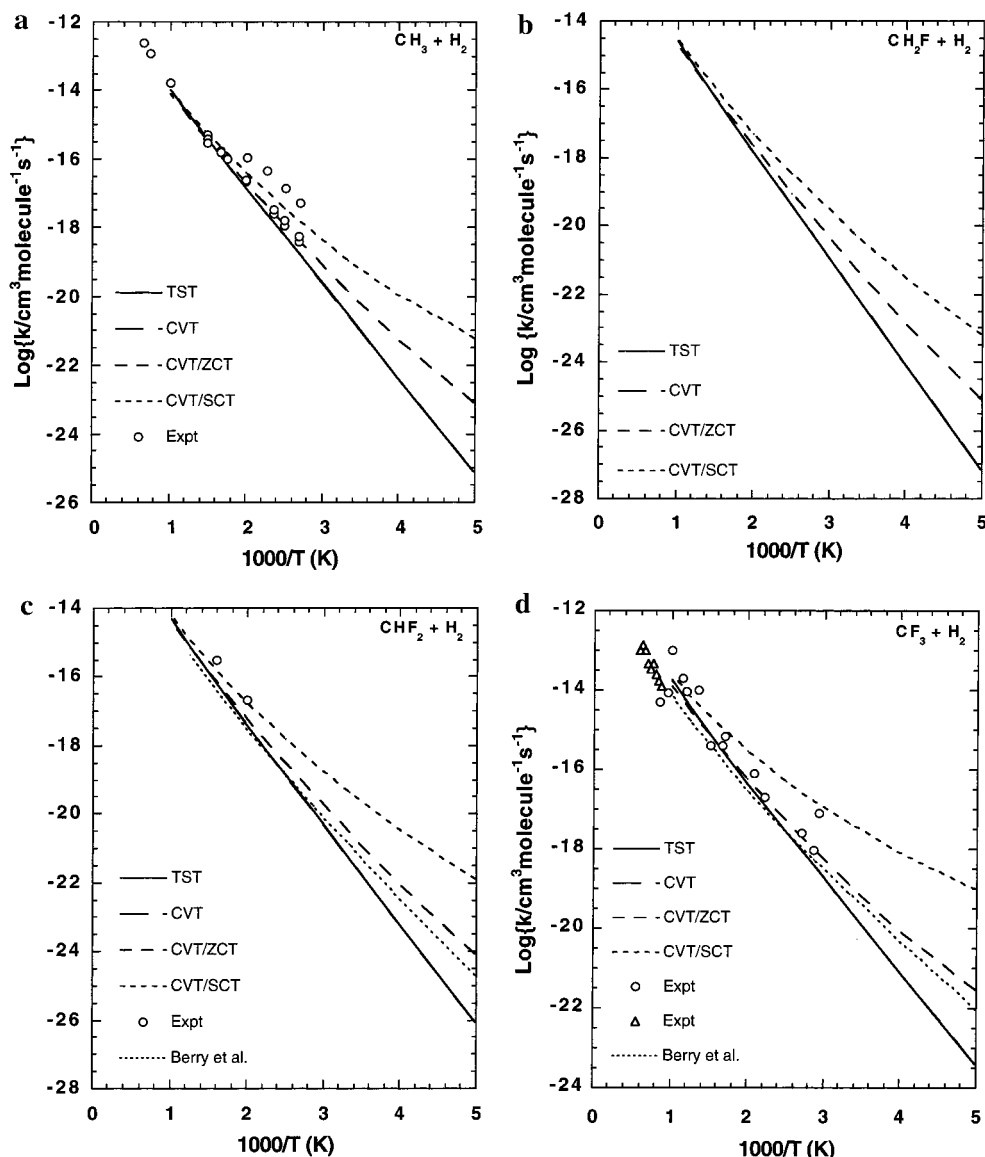 a
CH₃ + H₂
Log{k/cm³molecule⁻¹s⁻¹}
-12
-14
-16
-18
-20
-22
-24
-26
TST
CVT
CVT/ZCT
CVT/SCT
Expt
0 1 2 3 4 5
1000/T (K)
b
CH₂F + H₂
Log {k/cm³molecule⁻¹s⁻¹}
-14
-16
-18
-20
-22
-24
-26
-28
TST
CVT
CVT/ZCT
CVT/SCT
0 1 2 3 4 5
1000/T (K)
c
CHF₂ + H₂
Log{k/cm³molecule⁻¹s⁻¹}
-14
-16
-18
-20
-22
-24
-26
-28
TST
CVT
CVT/ZCT
CVT/SCT
Expt
Berry et al.
0 1 2 3 4 5
1000/T (K)
d
CF₃ + H₂
Log{k/cm³molecule⁻¹s⁻¹}
-12
-14
-16
-18
-20
-22
-24
TST
CVT
CVT/ZCT
CVT/SCT
Expt
Expt
Berry et al.
0 1 2 3 4 5
1000/T (K)